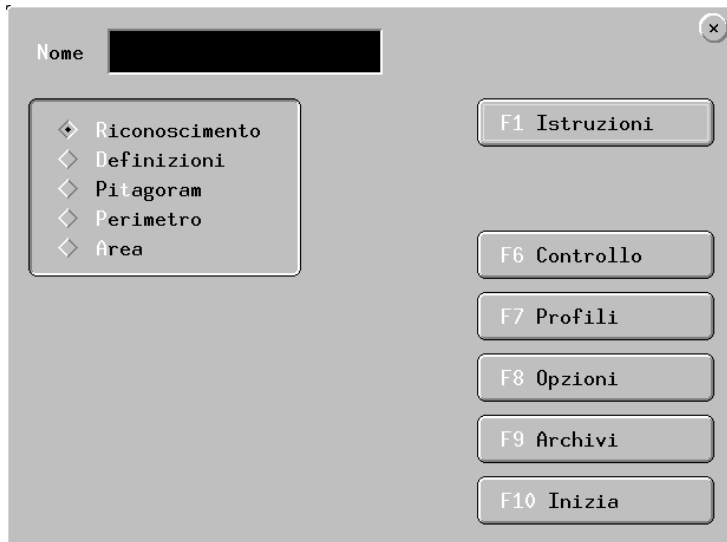 Nome
Riconoscimento
Definizioni
Pitagoram
Perimetro
Area
F1 Istruzioni
F6 Controllo
F7 Profili
F8 Opzioni
F9 Archivi
F10 Inizia